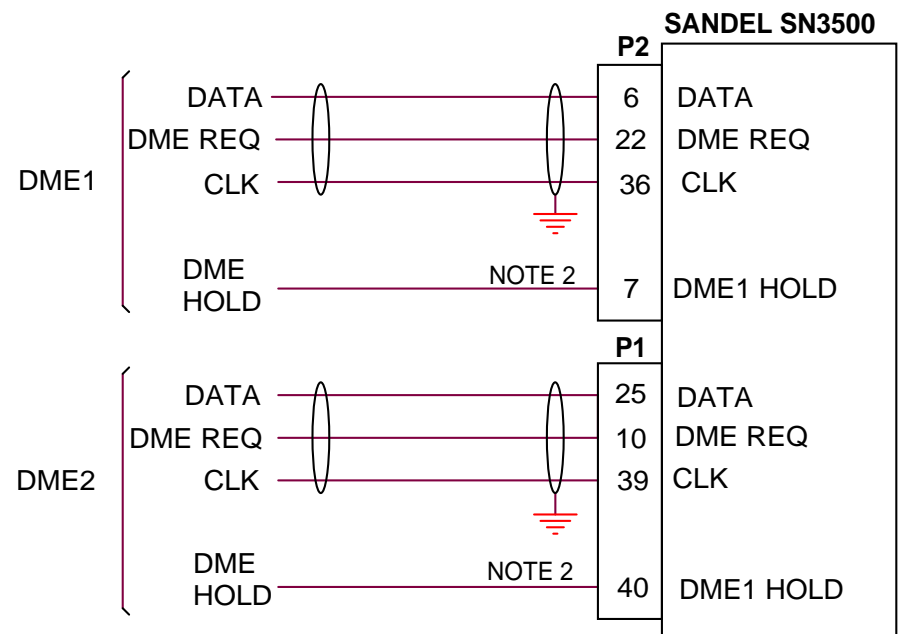 SANDEL SN3500
P2
DATA 6 DATA
DME REQ 22 DME REQ
DME1 CLK 36 CLK
DME HOLD NOTE 2 7 DME1 HOLD
P1
DATA 25 DATA
DME REQ 10 DME REQ
DME2 CLK 39 CLK
DME HOLD NOTE 2 40 DME1 HOLD